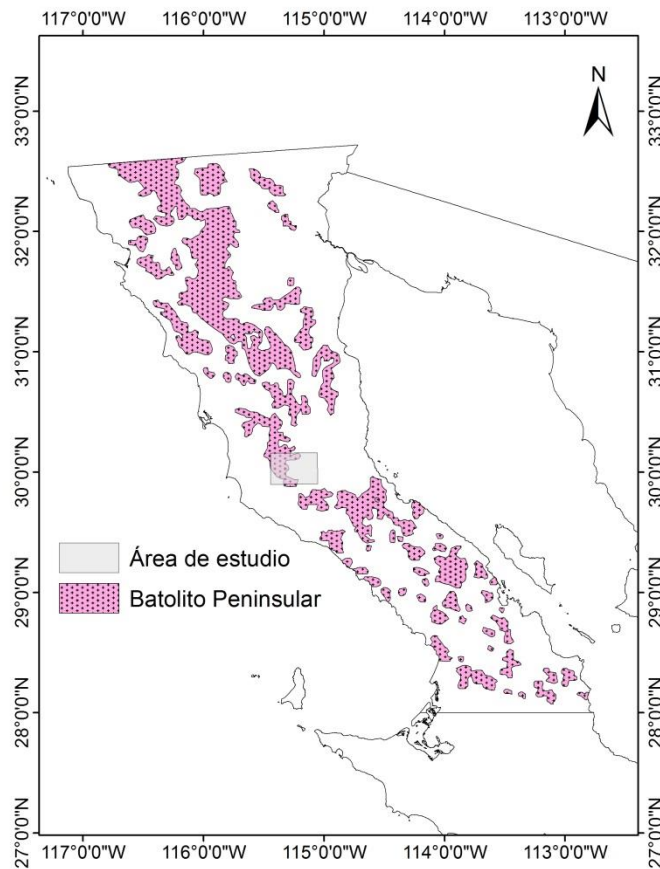 117°0'0"W 116°0'0"W 115°0'0"W 114°0'0"W 113°0'0"W
N
33°0'0"N 33°0'0"N
32°0'0"N 32°0'0"N
31°0'0"N 31°0'0"N
30°0'0"N 30°0'0"N
Área de estudio
29°0'0"N 29°0'0"N
Batolito Peninsular
28°0'0"N 28°0'0"N
27°0'0"N 27°0'0"N
117°0'0"W 116°0'0"W 115°0'0"W 114°0'0"W 113°0'0"W